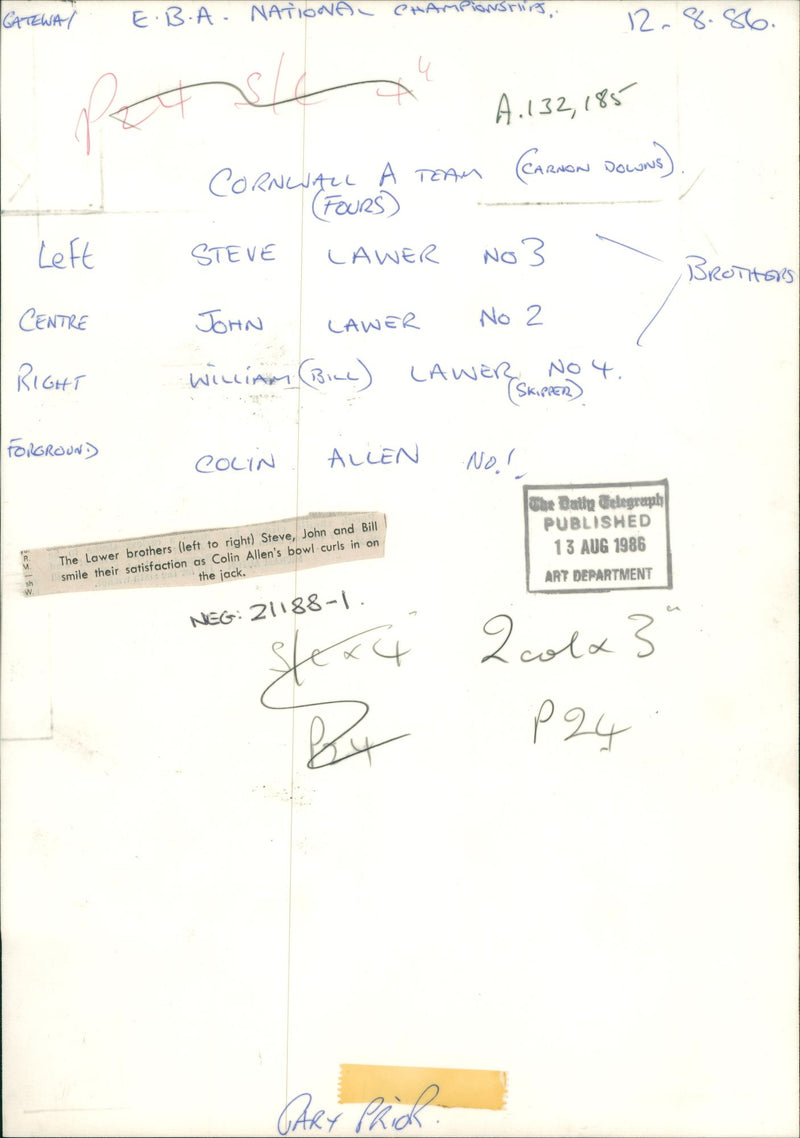 GATEWAY E.B.A. NATIONAL CHAMPIONSHIPS. 12-8-86.
P24 S/C 4"
A.132,185
CORNWALL A TEAM (CARNON DOWNS).
(FOURS)
Left STEVE LAWER NO 3
BROTHERS
CENTRE JOHN LAWER NO 2
RIGHT WILLIAM (BILL) LAWER NO 4.
(SKIPPER)
FORGROUND COLIN ALLEN NO.1
The Daily Telegraph
PUBLISHED
13 AUG 1986
ART DEPARTMENT
The Lawer brothers (left to right) Steve, John and Bill
smile their satisfaction as Colin Allen's bowl curls in on
the jack.
NEG: 21188-1.
S/C x 4" 2 col x 3"
P24 P24
GARY PRIOR.